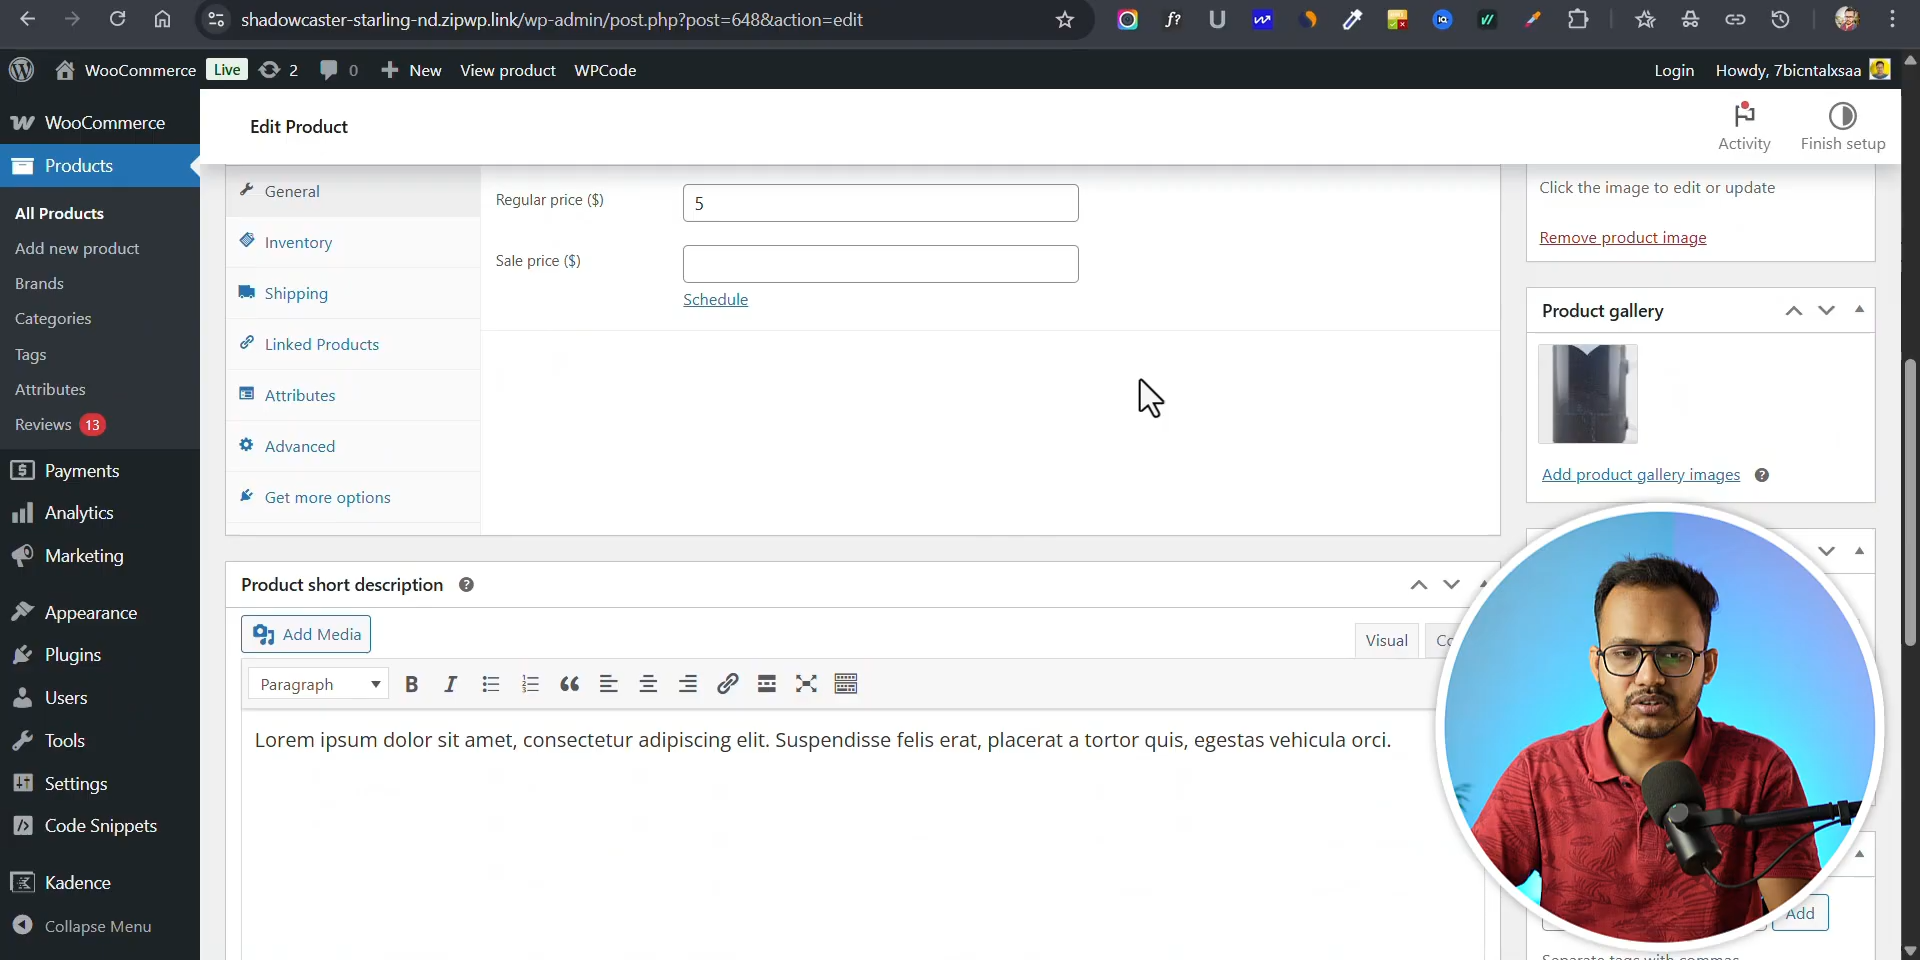 shadowcaster-starling-nd.zipwp.link/wp-admin/post.php?post=648&action=edit
WooCommerce
Live
2
0
New
View product
WPCode
Login
Howdy, 7bicntalxsaa
WooCommerce
Products
All Products
Add new product
Brands
Categories
Tags
Attributes
Reviews 13
Payments
Analytics
Marketing
Appearance
Plugins
Users
Tools
Settings
Code Snippets
Kadence
Collapse Menu
Edit Product
Activity
Finish setup
General
Inventory
Shipping
Linked Products
Attributes
Advanced
Get more options
Regular price ($)
5
Sale price ($)
Schedule
Product short description
Add Media
Visual
Co
Paragraph
Lorem ipsum dolor sit amet, consectetur adipiscing elit. Suspendisse felis erat, placerat a tortor quis, egestas vehicula orci.
Click the image to edit or update
Remove product image
Product gallery
Add product gallery images
Add